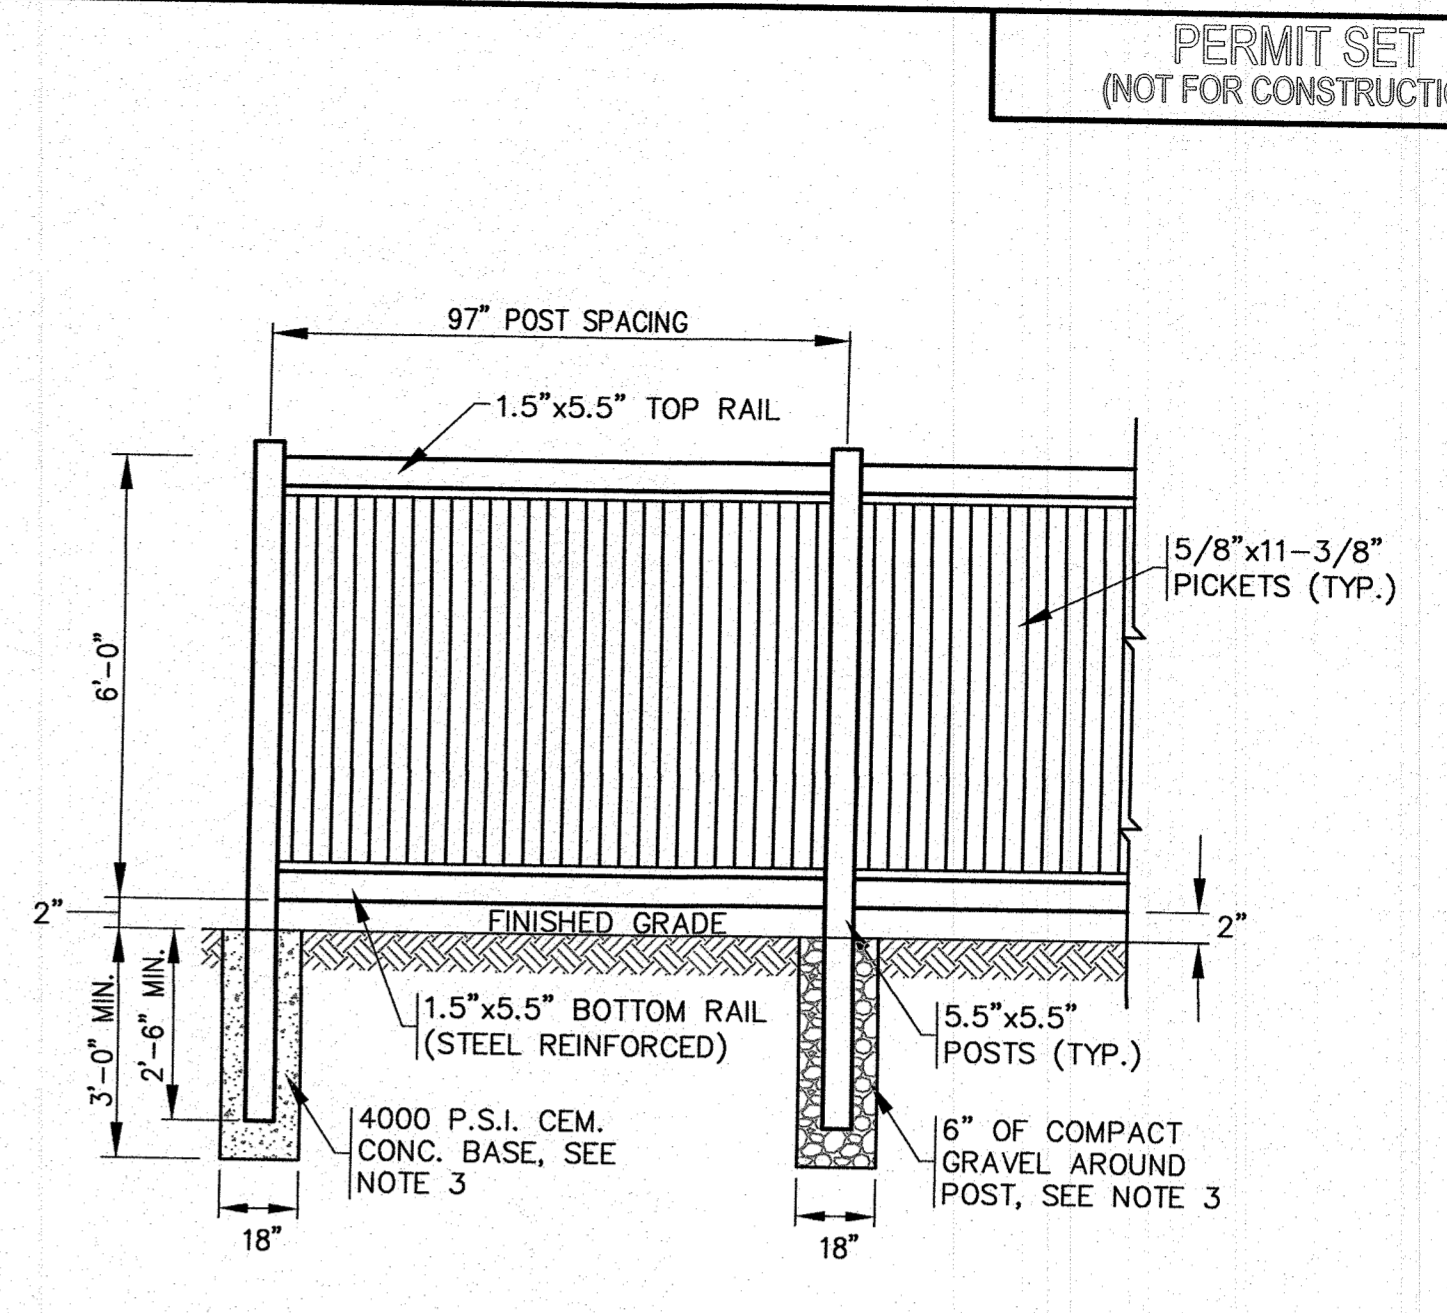 PERMIT SET
(NOT FOR CONSTRUCTI
97" POST SPACING
1.5"x5.5" TOP RAIL
5/8"x11-3/8"
PICKETS (TYP.)
6'-0"
2"
FINISHED GRADE
2"
3'-0" MIN.
2'-6" MIN.
1.5"x5.5" BOTTOM RAIL
(STEEL REINFORCED)
5.5"x5.5"
POSTS (TYP.)
4000 P.S.I. CEM.
CONC. BASE, SEE
NOTE 3
6" OF COMPACT
GRAVEL AROUND
POST, SEE NOTE 3
18"
18"